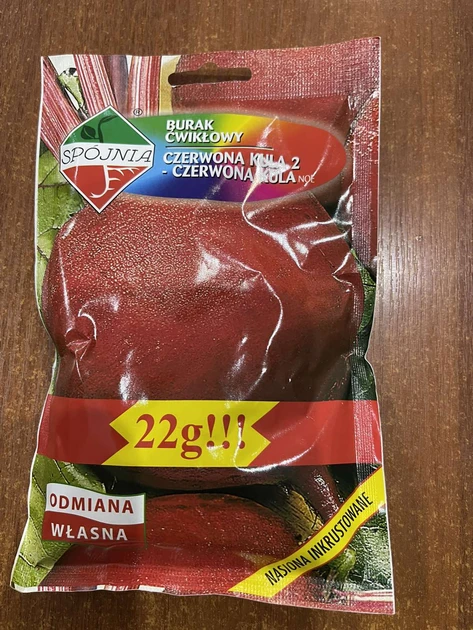 SPÓJNIA
®
BURAK
ĆWIKŁOWY
CZERWONA KULA 2
- CZERWONA KULA NOE
22g!!!
ODMIANA
WŁASNA
NASIONA INKRUSTOWANE